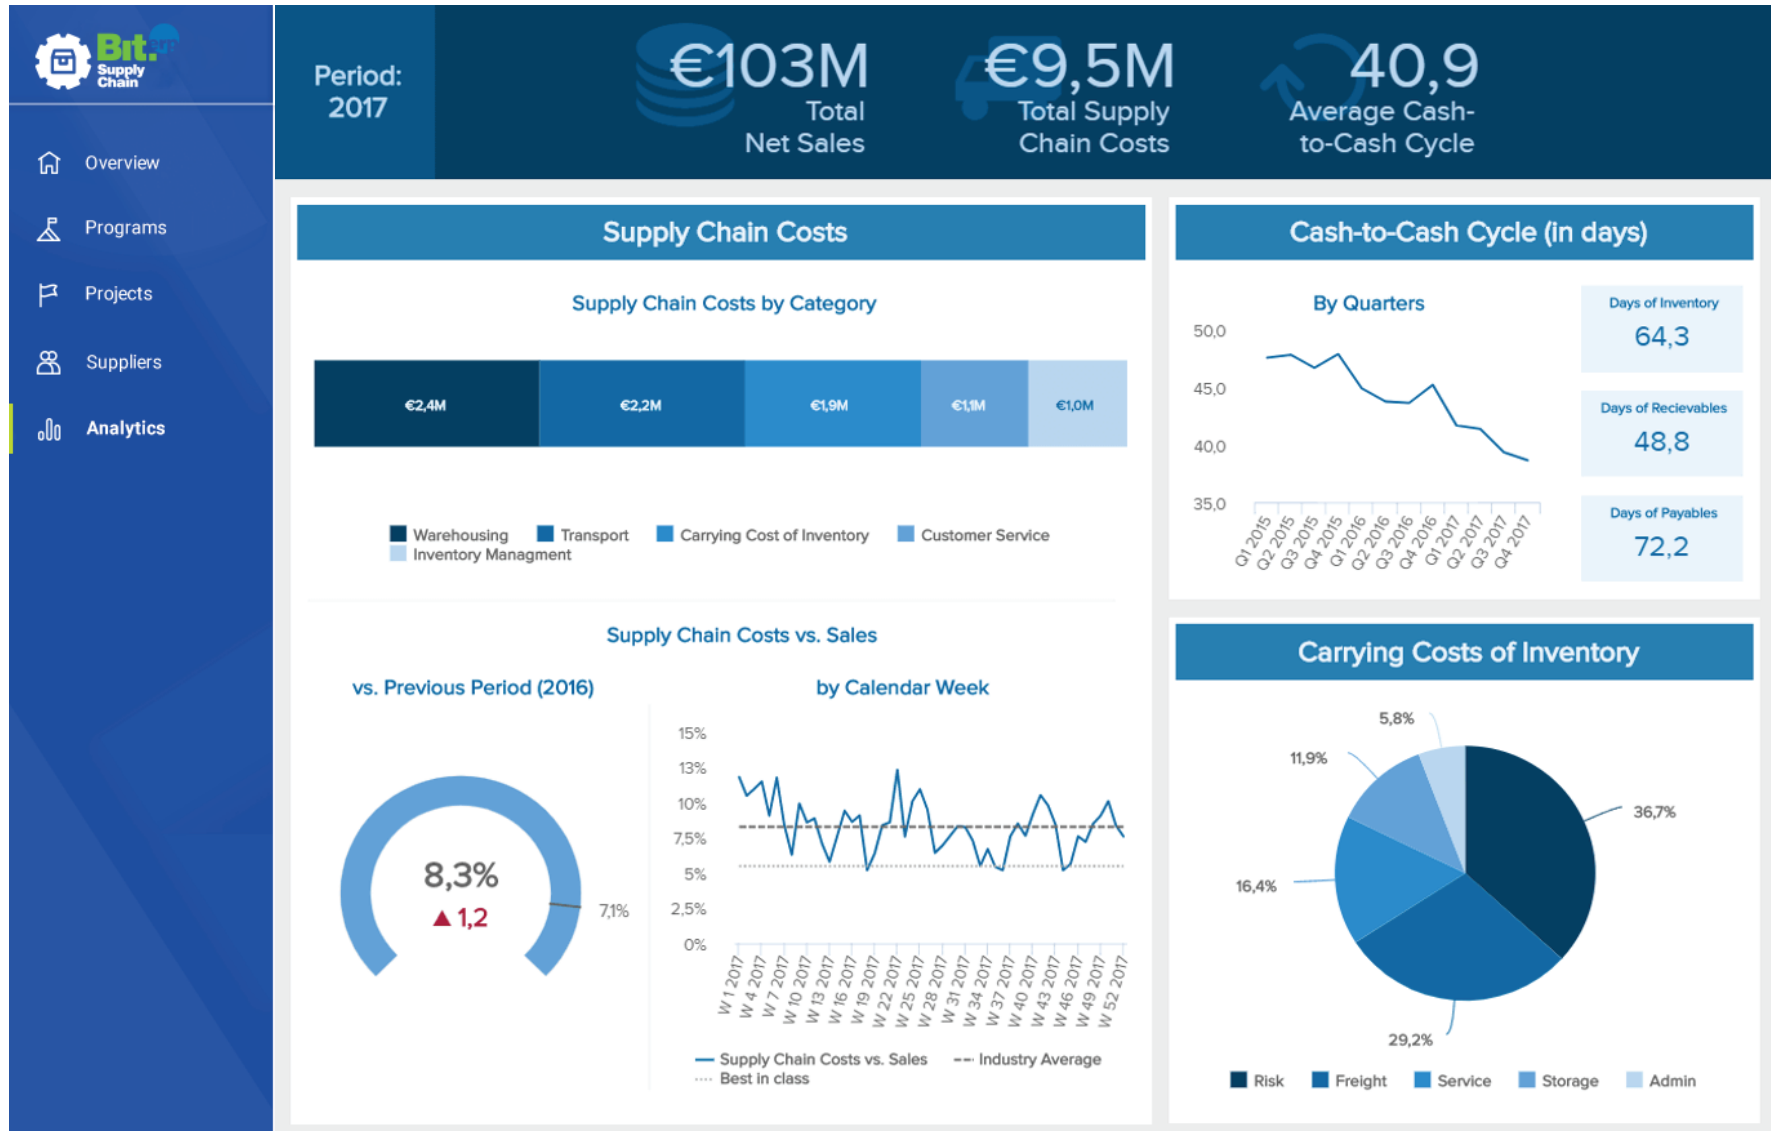 Bit.
erp
Supply
Chain
Overview
Programs
Projects
Suppliers
Analytics
Period:
2017
€103M
Total
Net Sales
€9,5M
Total Supply
Chain Costs
40,9
Average Cash-
to-Cash Cycle
Supply Chain Costs
Supply Chain Costs by Category
€2,4M €2,2M €1,9M €1,1M €1,0M
Warehousing Transport Carrying Cost of Inventory Customer Service
Inventory Managment
Supply Chain Costs vs. Sales
vs. Previous Period (2016)
8,3%
▲ 1,2
7,1%
by Calendar Week
15%
13%
10%
7,5%
5%
2,5%
0%
W 1 2017
W 4 2017
W 7 2017
W 10 2017
W 13 2017
W 16 2017
W 19 2017
W 22 2017
W 25 2017
W 28 2017
W 31 2017
W 34 2017
W 37 2017
W 40 2017
W 43 2017
W 46 2017
W 49 2017
W 52 2017
Supply Chain Costs vs. Sales Industry Average
Best in class
Cash-to-Cash Cycle (in days)
By Quarters
50,0
45,0
40,0
35,0
Q1 2015
Q2 2015
Q3 2015
Q4 2015
Q1 2016
Q2 2016
Q3 2016
Q4 2016
Q1 2017
Q2 2017
Q3 2017
Q4 2017
Days of Inventory
64,3
Days of Recievables
48,8
Days of Payables
72,2
Carrying Costs of Inventory
5,8%
11,9%
36,7%
16,4%
29,2%
Risk Freight Service Storage Admin